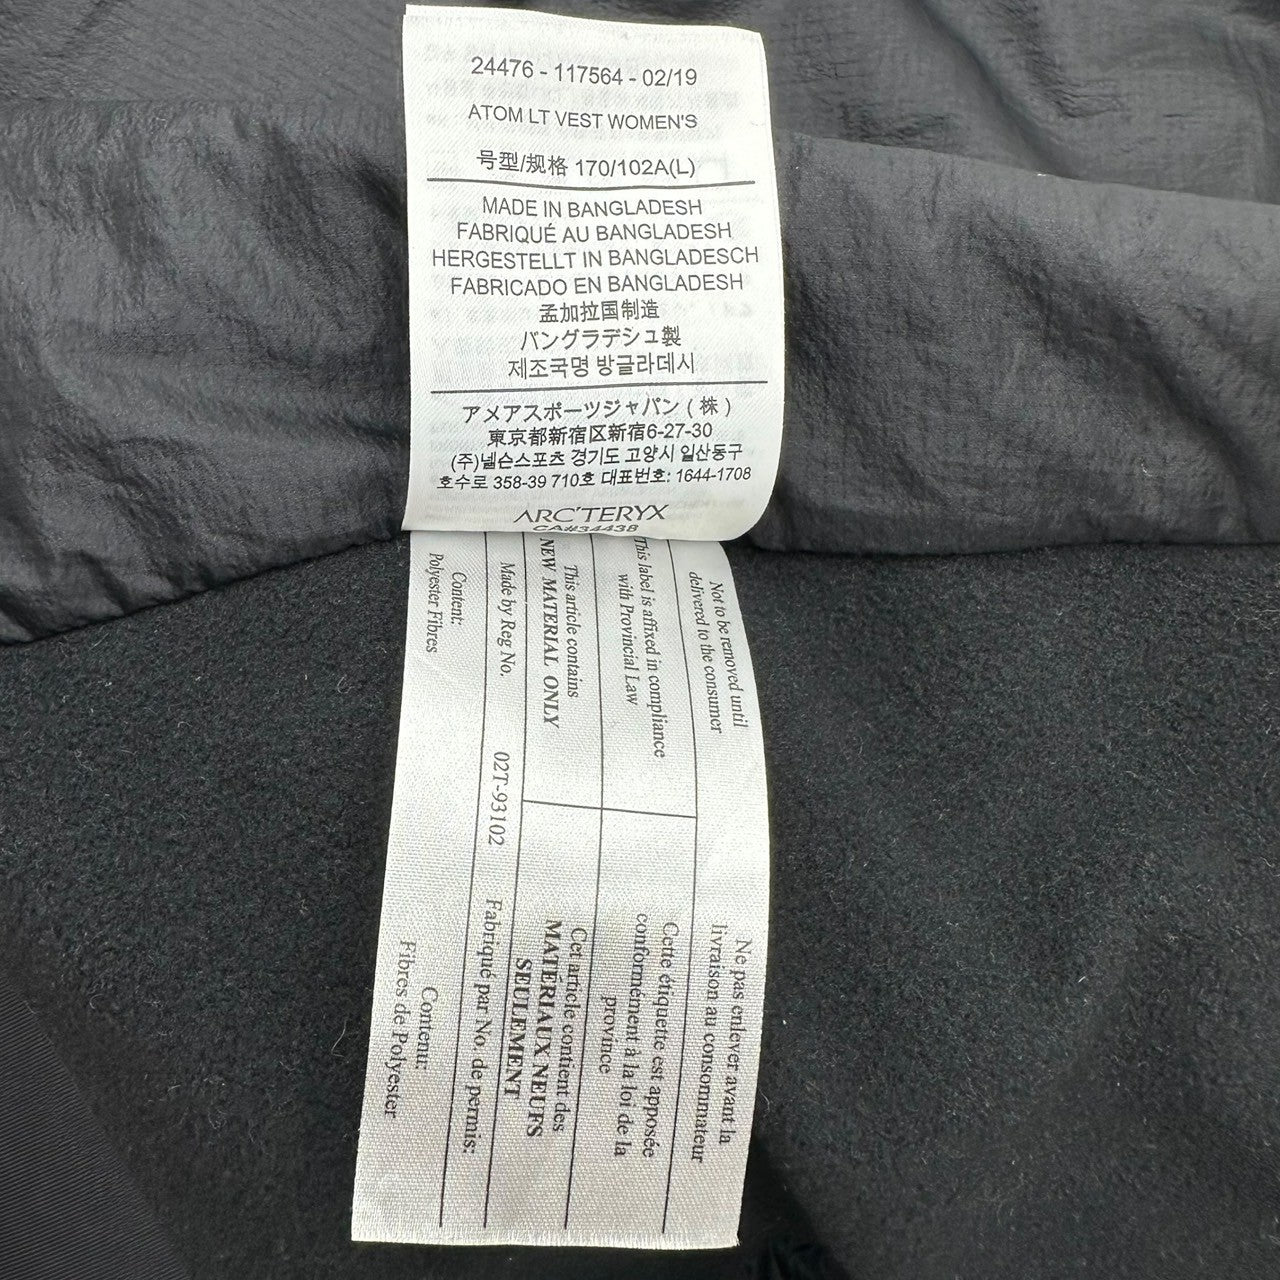 24476 - 117564 - 02/19
ATOM LT VEST WOMEN'S
号型/规格 170/102A(L)
MADE IN BANGLADESH
FABRIQUÉ AU BANGLADESH
HERGESTELLT IN BANGLADESCH
FABRICADO EN BANGLADESH
孟加拉国制造
バングラデシュ製
제조국명 방글라데시
アメアスポーツジャパン ( 株 )
東京都新宿区新宿6-27-30
(주)넬슨스포츠 경기도 고양시 일산동구
호수로 358-39 710호 대표번호: 1644-1708
ARC'TERYX
CA#34438
Not to be removed until
delivered to the consumer
Ne pas enlever avant la
livraison au consommateur
This label is affixed in compliance
with Provincial Law
Cette étiquette est apposée
conformément à la loi de la
province
This article contains
NEW MATERIAL ONLY
Cet article contient des
MATÉRIAUX NEUFS
SEULEMENT
Made by Reg No.
02T-93102
Fabriqué par No. de permis:
Content:
Polyester Fibres
Contenu:
Fibres de Polyester